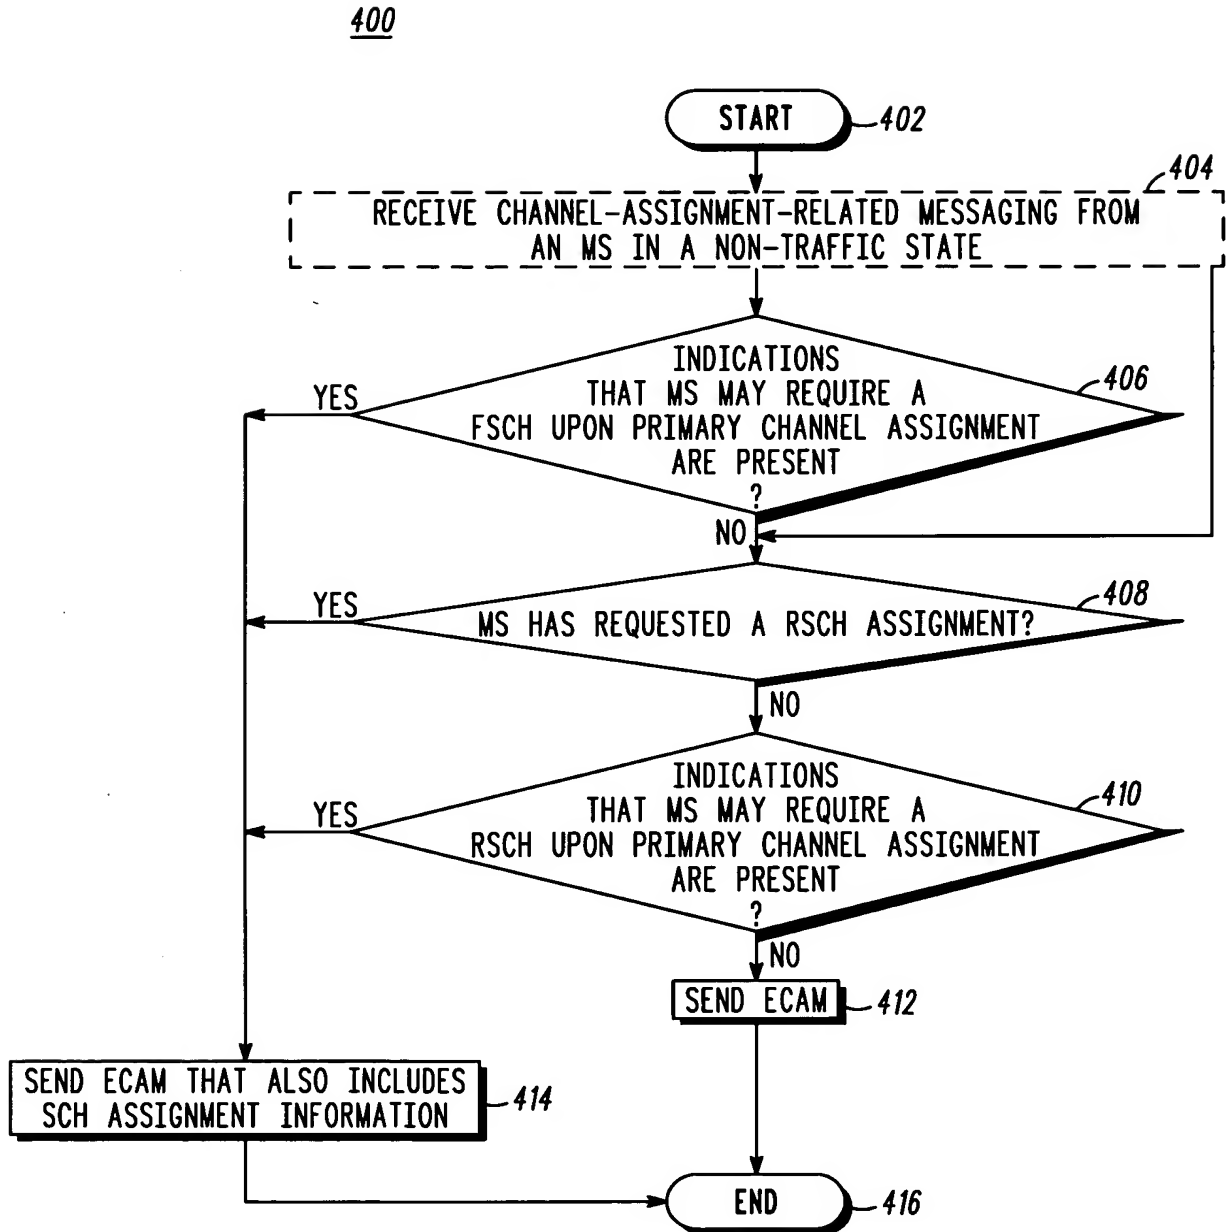 400
START
402
404
RECEIVE CHANNEL-ASSIGNMENT-RELATED MESSAGING FROM
AN MS IN A NON-TRAFFIC STATE
INDICATIONS
THAT MS MAY REQUIRE A
FSCH UPON PRIMARY CHANNEL ASSIGNMENT
ARE PRESENT
?
406
YES
NO
MS HAS REQUESTED A RSCH ASSIGNMENT?
408
YES
NO
INDICATIONS
THAT MS MAY REQUIRE A
RSCH UPON PRIMARY CHANNEL ASSIGNMENT
ARE PRESENT
?
410
YES
NO
SEND ECAM
412
SEND ECAM THAT ALSO INCLUDES
SCH ASSIGNMENT INFORMATION
414
END
416